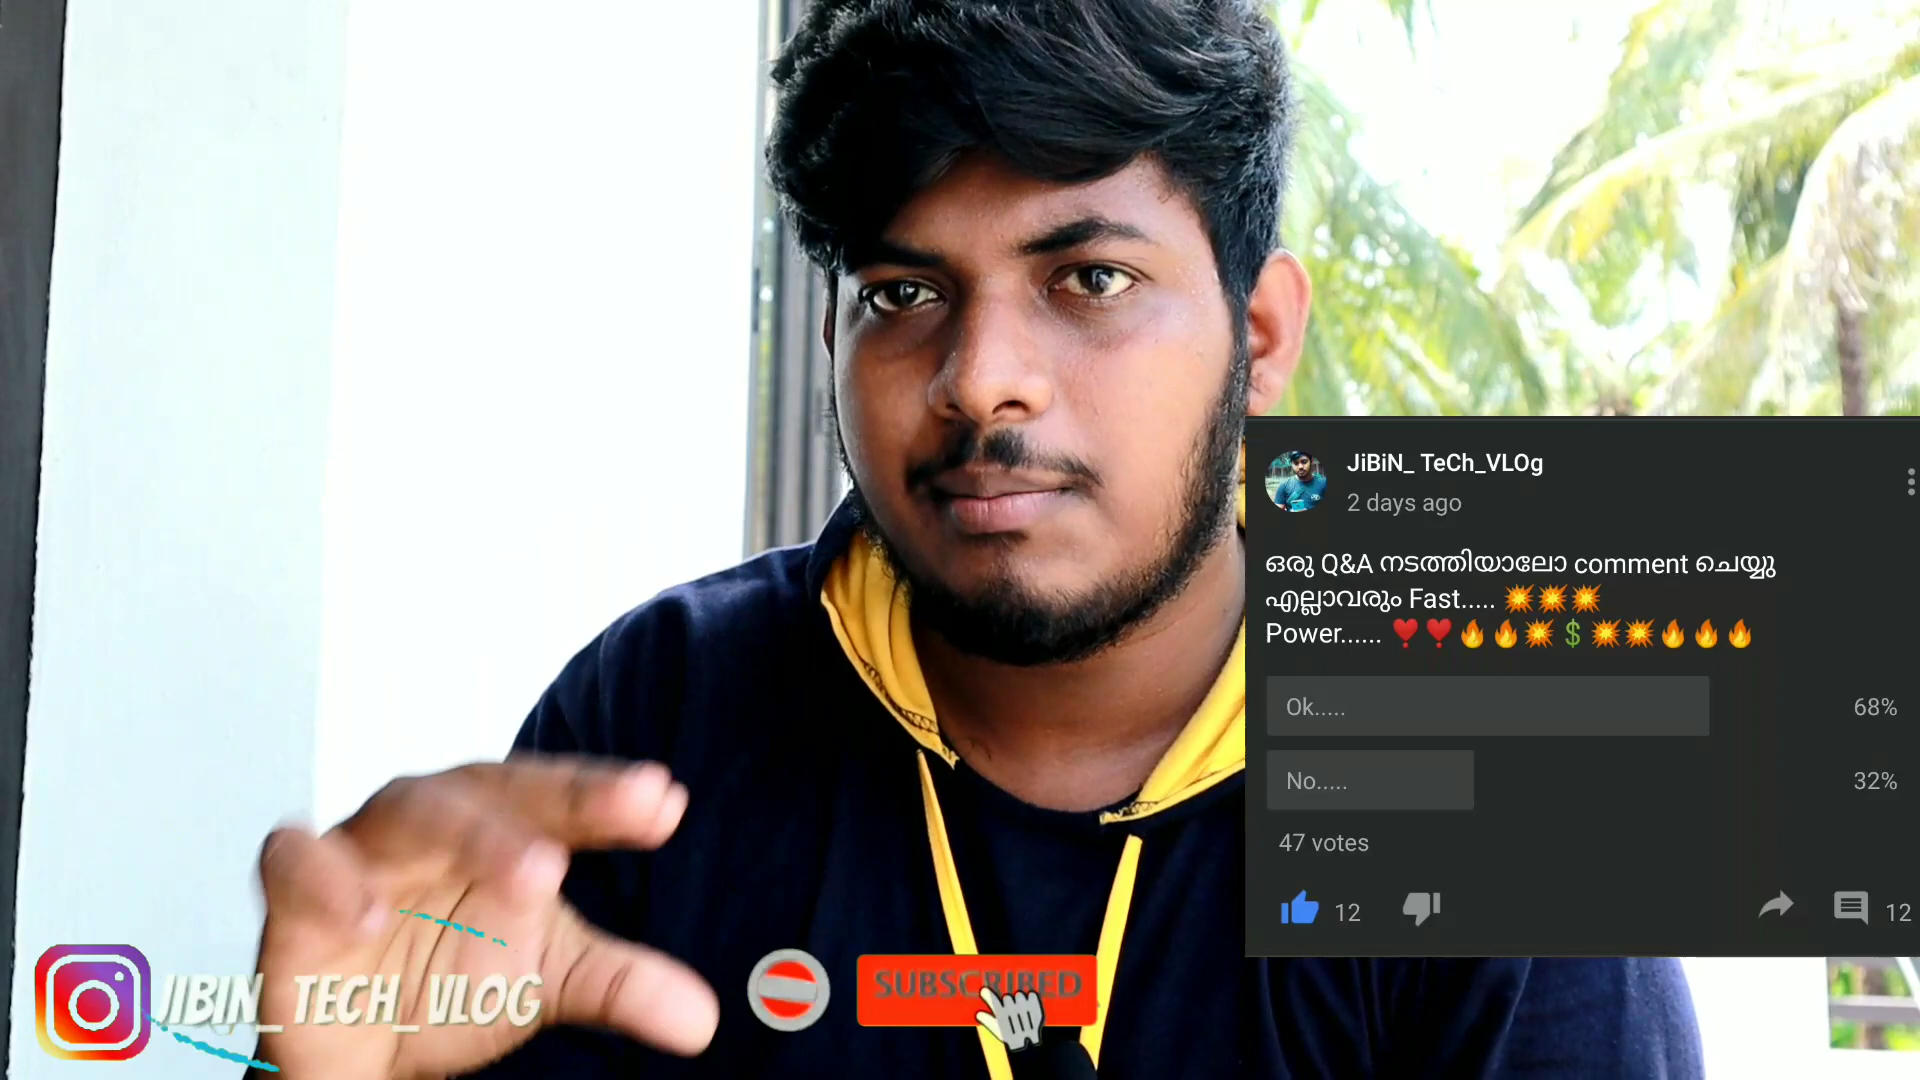 JiBiN_ TeCh_VLOg
2 days ago
ഒരു Q&A നടത്തിയാലോ comment ചെയ്യു
എല്ലാവരും Fast..... 💥💥💥
Power...... ❣️❣️🔥🔥💥💲💥💥🔥🔥🔥
Ok..... 68%
No..... 32%
47 votes
12 12
JIBIN_TECH_VLOG
SUBSCRIBED